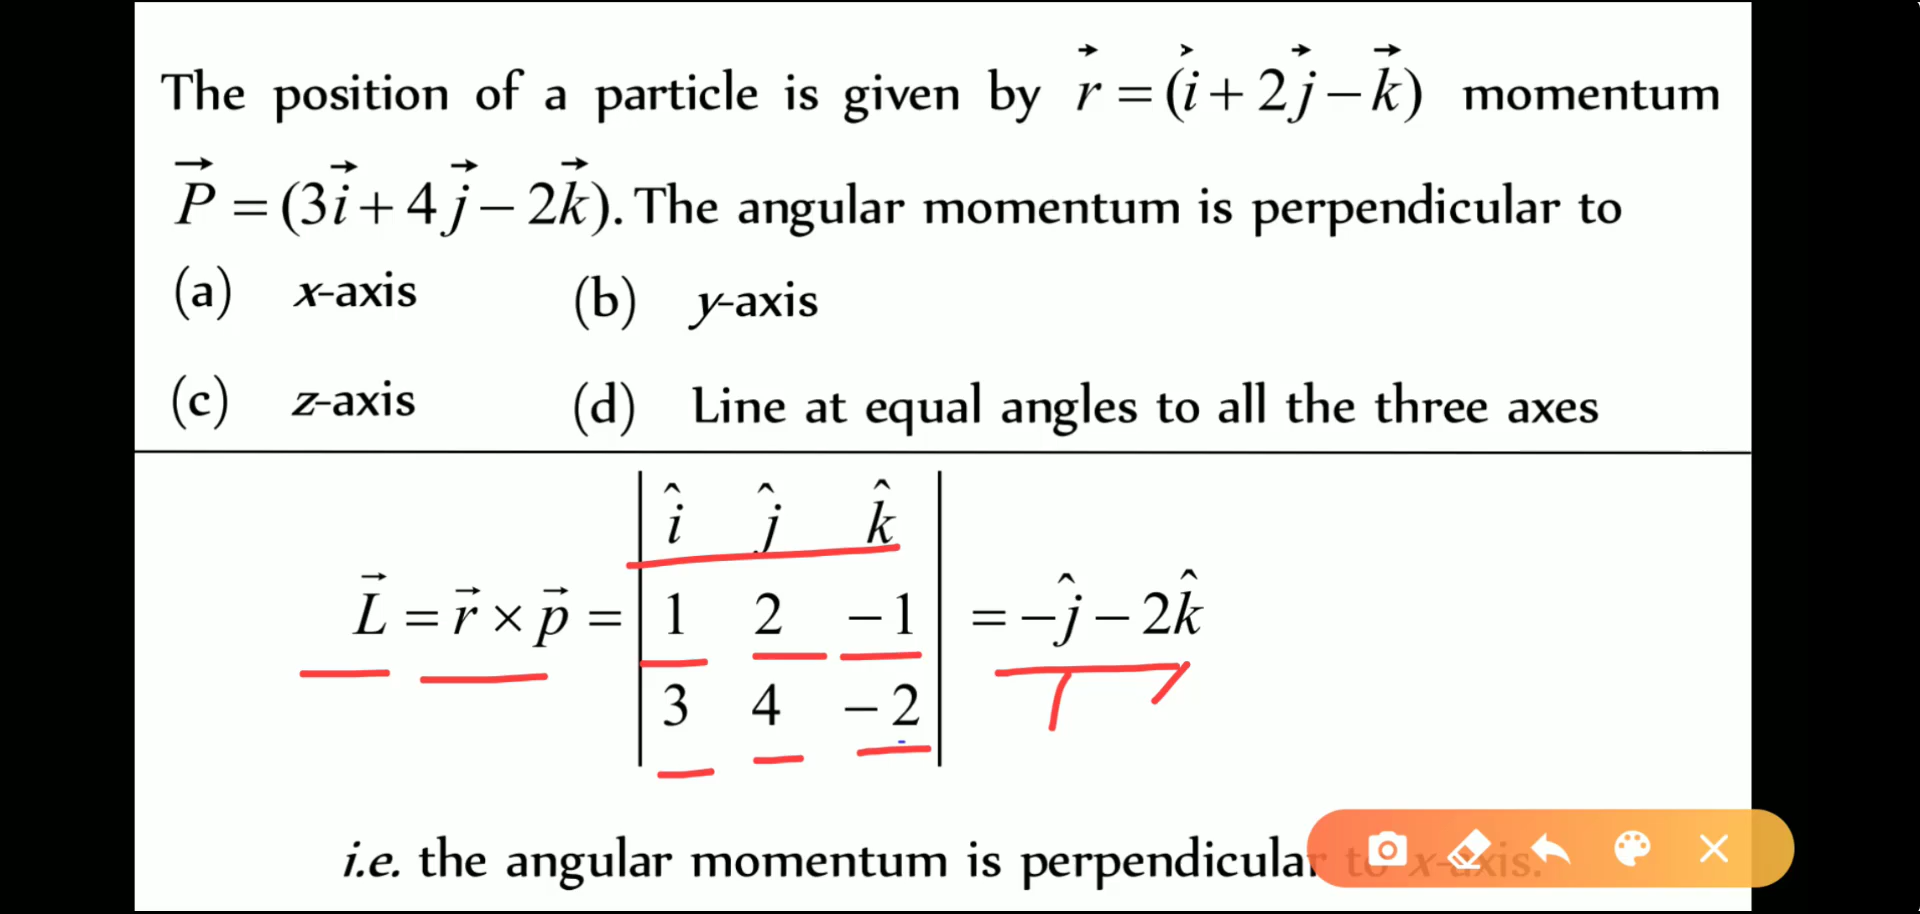 The position of a particle is given by r⃗ = (i⃗ + 2j⃗ − k⃗) momentum
P⃗ = (3i⃗ + 4j⃗ − 2k⃗). The angular momentum is perpendicular to
(a) x-axis (b) y-axis
(c) z-axis (d) Line at equal angles to all the three axes
L⃗ = r⃗ × p⃗ = | î ĵ k̂ |
| 1 2 −1 | = −ĵ − 2k̂
| 3 4 −2 |
i.e. the angular momentum is perpendicular to x-axis.